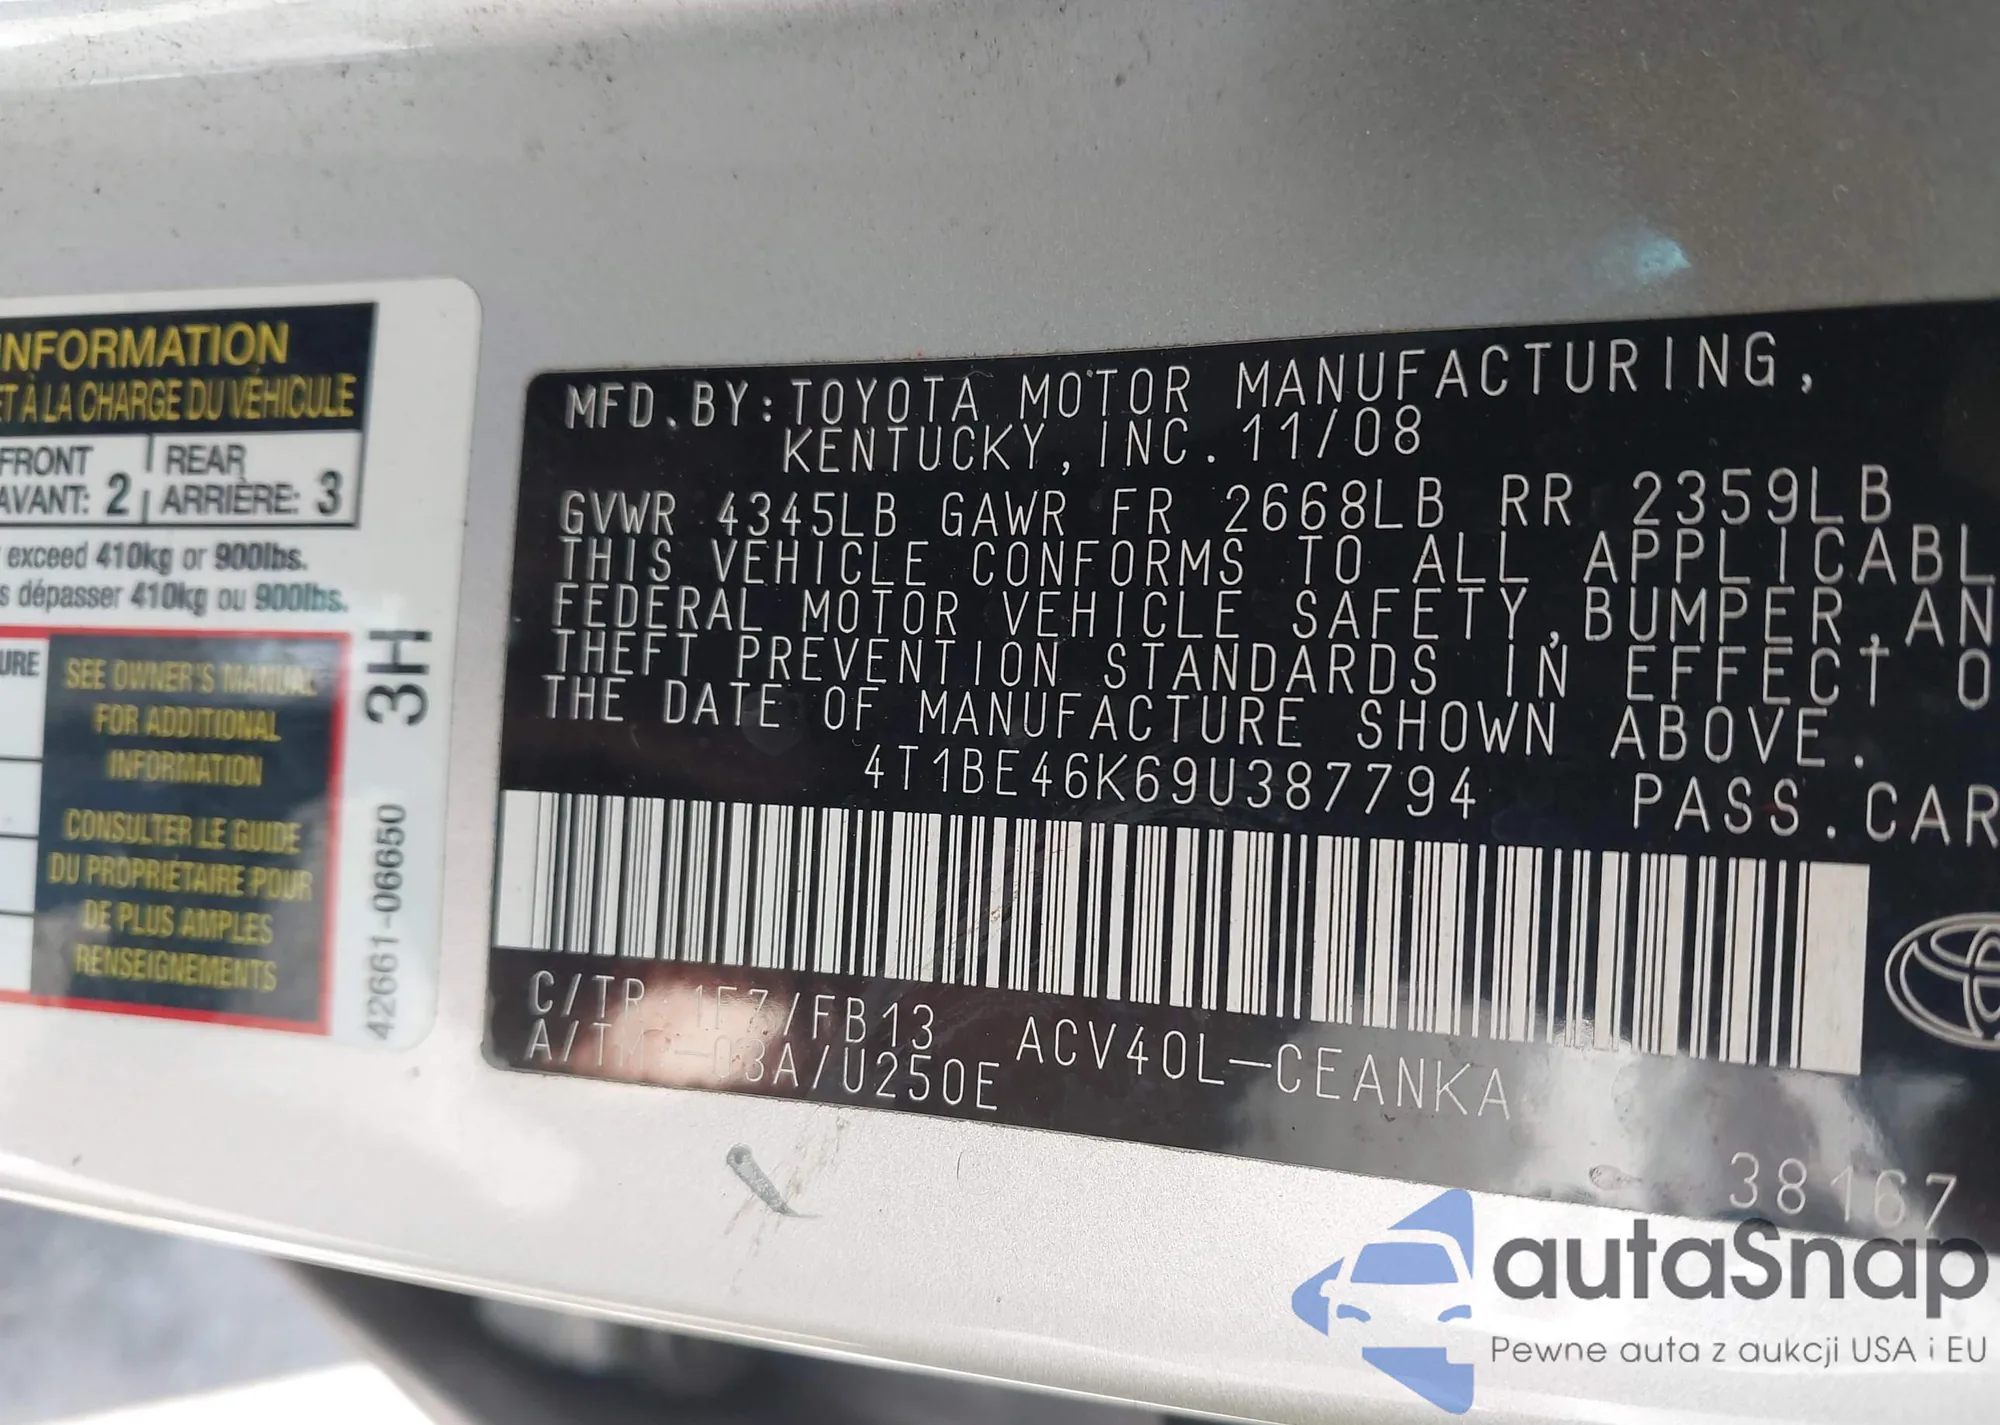 INFORMATION
ET À LA CHARGE DU VÉHICULE
FRONT
AVANT: 2
REAR
ARRIÈRE: 3
exceed 410kg or 900lbs.
dépasser 410kg ou 900lbs.
SEE OWNER'S MANUAL
FOR ADDITIONAL
INFORMATION
CONSULTER LE GUIDE
DU PROPRIÉTAIRE POUR
DE PLUS AMPLES
RENSEIGNEMENTS
3H
42661-06650
MFD.BY:TOYOTA MOTOR MANUFACTURING,
KENTUCKY, INC. 11/08
GVWR 4345LB GAWR FR 2668LB RR 2359LB
THIS VEHICLE CONFORMS TO ALL APPLICABL
FEDERAL MOTOR VEHICLE SAFETY,BUMPER,AN
THEFT PREVENTION STANDARDS IN EFFECT O
THE DATE OF MANUFACTURE SHOWN ABOVE.
4T1BE46K69U387794 PASS.CAR
C/TR: 1F7/FB13 ACV40L-CEANKA
A/TM: -03A/U250E
38167
autaSnap
Pewne auta z aukcji USA i EU